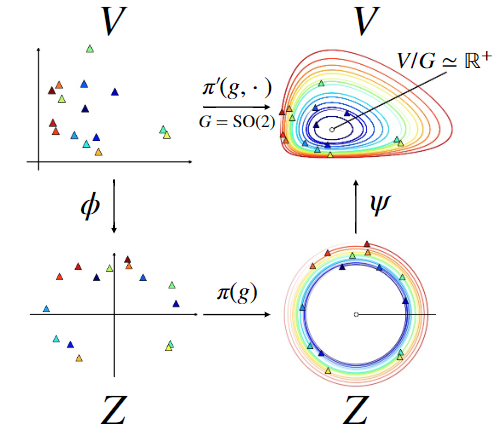 V
V
V/G ≃ ℝ⁺
π′(g, · )
G = SO(2)
ϕ
ψ
π(g)
Z
Z